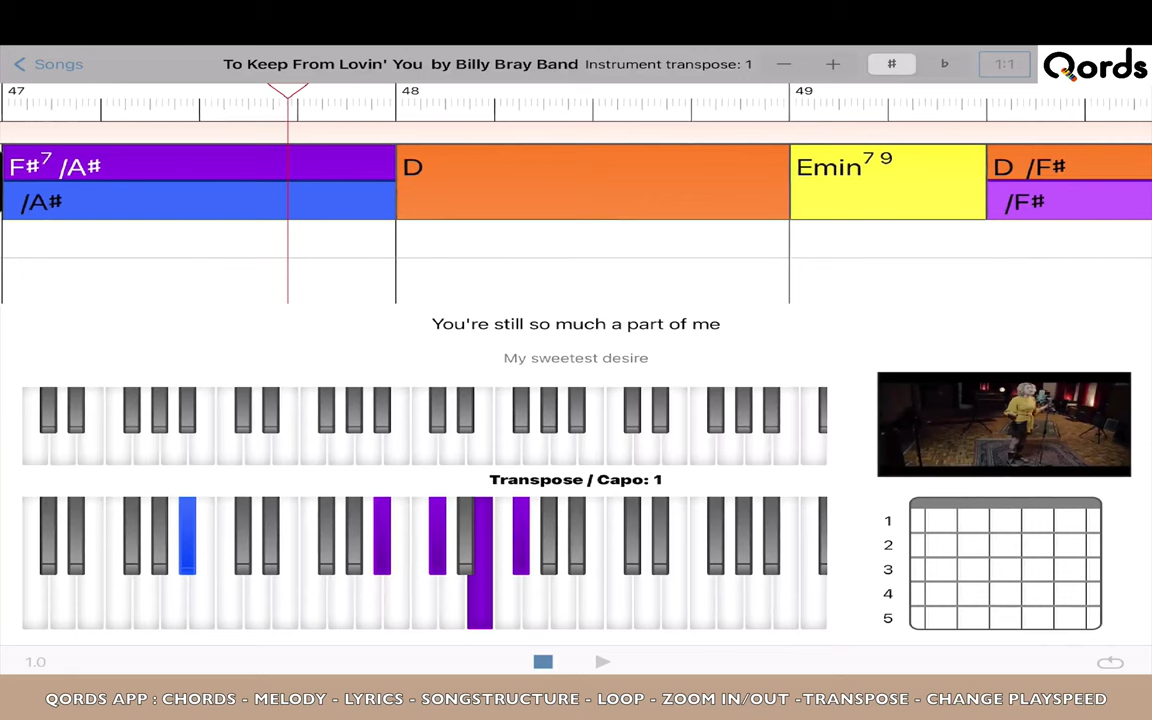 Songs
To Keep From Lovin' You by Billy Bray Band Instrument transpose: 1 — + ♯ ♭ 1:1 Qords
47 48 49
F♯7 /A♯ D Emin7 9 D /F♯
/A♯ /F♯
You're still so much a part of me
My sweetest desire
Transpose / Capo: 1
1
2
3
4
5
1.0
QORDS APP : CHORDS - MELODY - LYRICS - SONGSTRUCTURE - LOOP - ZOOM IN/OUT -TRANSPOSE - CHANGE PLAYSPEED